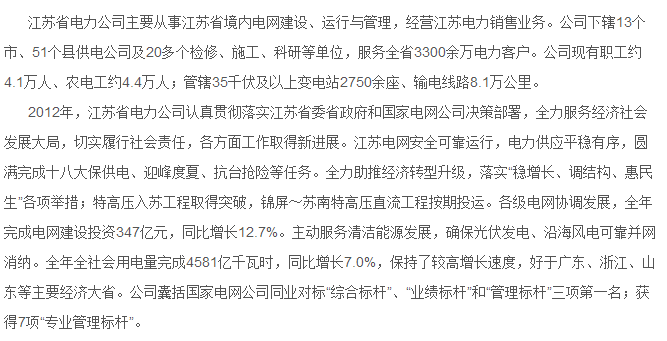 江苏省电力公司主要从事江苏省境内电网建设、运行与管理，经营江苏电力销售业务。公司下辖13个
市、51个县供电公司及20多个检修、施工、科研等单位，服务全省3300余万电力客户。公司现有职工约
4.1万人、农电工约4.4万人；管辖35千伏及以上变电站2750余座、输电线路8.1万公里。
2012年，江苏省电力公司认真贯彻落实江苏省委省政府和国家电网公司决策部署，全力服务经济社会
发展大局，切实履行社会责任，各方面工作取得新进展。江苏电网安全可靠运行，电力供应平稳有序，圆
满完成十八大保供电、迎峰度夏、抗台抢险等任务。全力助推经济转型升级，落实“稳增长、调结构、惠民
生”各项举措；特高压入苏工程取得突破，锦屏～苏南特高压直流工程按期投运。各级电网协调发展，全年
完成电网建设投资347亿元，同比增长12.7%。主动服务清洁能源发展，确保光伏发电、沿海风电可靠并网
消纳。全年全社会用电量完成4581亿千瓦时，同比增长7.0%，保持了较高增长速度，好于广东、浙江、山
东等主要经济大省。公司囊括国家电网公司同业对标“综合标杆”、“业绩标杆”和“管理标杆”三项第一名；获
得7项“专业管理标杆”。